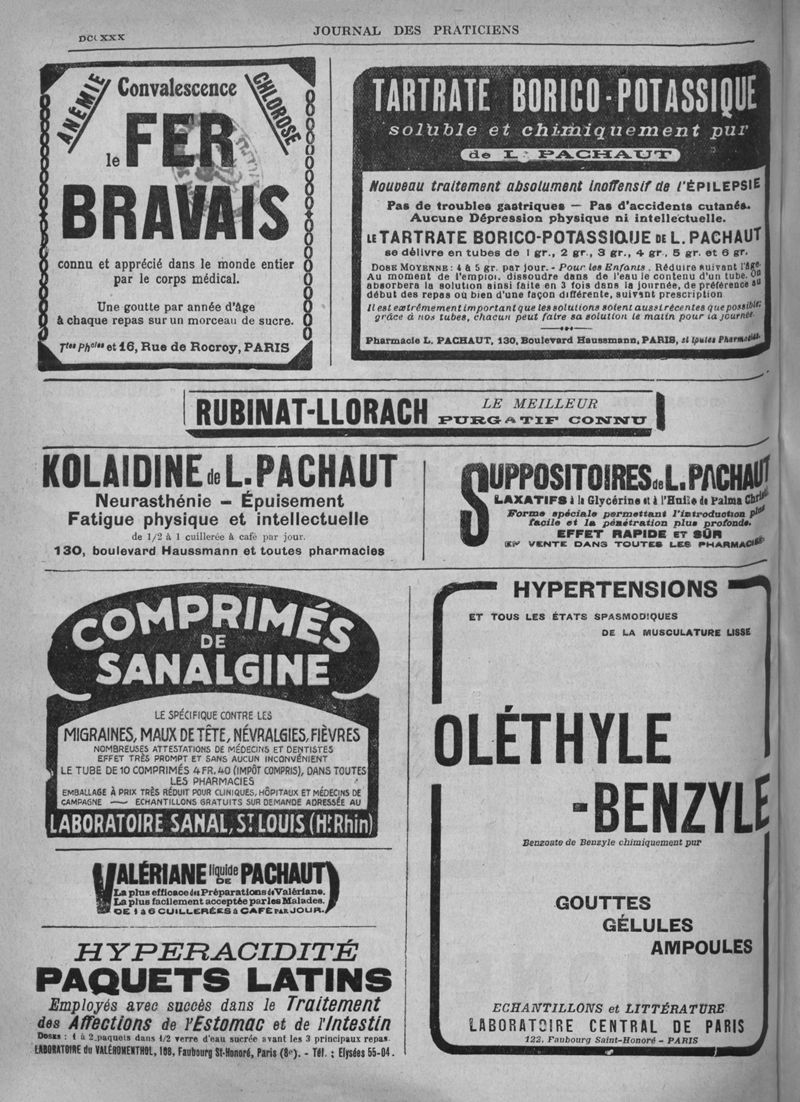 DCCXXX
JOURNAL DES PRATICIENS
ANÉMIE
Convalescence
CHLOROSE
le FER
BRAVAIS
connu et apprécié dans le monde entier
par le corps médical.
Une goutte par année d'âge
à chaque repas sur un morceau de sucre.
Ttes Phcies et 16, Rue de Rocroy, PARIS
TARTRATE BORICO-POTASSIQUE
soluble et chimiquement pur
de L. PACHAUT
Nouveau traitement absolument inoffensif de l'ÉPILEPSIE
Pas de troubles gastriques — Pas d'accidents cutanés.
Aucune Dépression physique ni intellectuelle.
LE TARTRATE BORICO-POTASSIQUE DE L. PACHAUT
se délivre en tubes de 1 gr., 2 gr., 3 gr., 4 gr., 5 gr. et 6 gr.
DOSE MOYENNE : 4 à 5 gr. par jour. - Pour les Enfants : Réduire suivant l'âge.
Au moment de l'emploi, dissoudre dans de l'eau le contenu d'un tube. On
absorbera la solution ainsi faite en 3 fois dans la journée, de préférence au
début des repas ou bien d'une façon différente, suivant prescription
Il est extrêmement important que les solutions soient aussi récentes que possible;
grâce à nos tubes, chacun peut faire sa solution le matin pour la journée.
Pharmacie L. PACHAUT, 130, Boulevard Haussmann, PARIS, et toutes Pharmacies.
RUBINAT-LLORACH
LE MEILLEUR
PURGATIF CONNU
KOLAIDINE de L. PACHAUT
Neurasthénie — Épuisement
Fatigue physique et intellectuelle
de 1/2 à 1 cuillerée à café par jour.
130, boulevard Haussmann et toutes pharmacies
SUPPOSITOIRES de L. PACHAUT
LAXATIFS à la Glycérine et à l'Huile de Palma Christi
Forme spéciale permettant l'introduction plus
facile et la pénétration plus profonde.
EFFET RAPIDE ET SÛR
EN VENTE DANS TOUTES LES PHARMACIES
COMPRIMÉS
DE
SANALGINE
LE SPÉCIFIQUE CONTRE LES
MIGRAINES, MAUX DE TÊTE, NÉVRALGIES, FIÈVRES
NOMBREUSES ATTESTATIONS DE MÉDECINS ET DENTISTES
EFFET TRÈS PROMPT ET SANS AUCUN INCONVÉNIENT
LE TUBE DE 10 COMPRIMÉS 4 FR. 40 (IMPÔT COMPRIS), DANS TOUTES
LES PHARMACIES
EMBALLAGE À PRIX TRÈS RÉDUIT POUR CLINIQUES, HÔPITAUX ET MÉDECINS DE
CAMPAGNE — ECHANTILLONS GRATUITS SUR DEMANDE ADRESSÉE AU
LABORATOIRE SANAL, ST LOUIS (Ht Rhin)
VALÉRIANE liquide DE PACHAUT
La plus efficace des Préparations de Valériane.
La plus facilement acceptée par les Malades.
DE 1 à 6 CUILLERÉES à CAFÉ PAR JOUR.
HYPERACIDITÉ
PAQUETS LATINS
Employés avec succès dans le Traitement
des Affections de l'Estomac et de l'Intestin
DOSES : 1 à 2 paquets dans 1/2 verre d'eau sucrée avant les 3 principaux repas.
LABORATOIRE du VALÉROMENTHOL, 168, Faubourg St-Honoré, Paris (8e). - Tél. : Elysées 55-04.
HYPERTENSIONS
ET TOUS LES ÉTATS SPASMODIQUES
DE LA MUSCULATURE LISSE
OLÉTHYLE
-BENZYLE
Benzoate de Benzyle chimiquement pur
GOUTTES
GÉLULES
AMPOULES
ECHANTILLONS et LITTÉRATURE
LABORATOIRE CENTRAL DE PARIS
122, Faubourg Saint-Honoré - PARIS